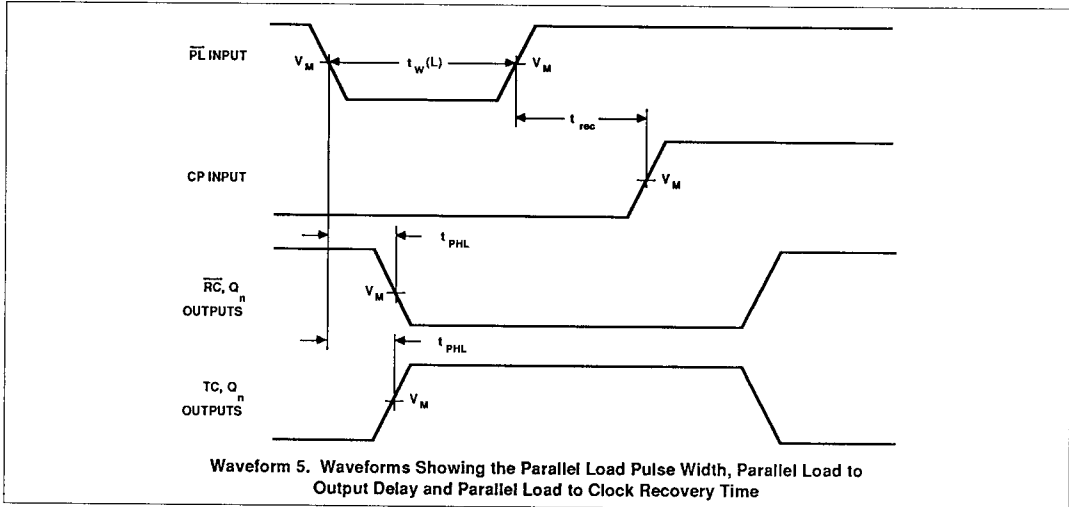 PL INPUT
V M
t W (L)
V M
t rec
CP INPUT
V M
t PHL
RC, Q n
OUTPUTS
V M
t PHL
TC, Q n
OUTPUTS
V M
Waveform 5. Waveforms Showing the Parallel Load Pulse Width, Parallel Load to
Output Delay and Parallel Load to Clock Recovery Time